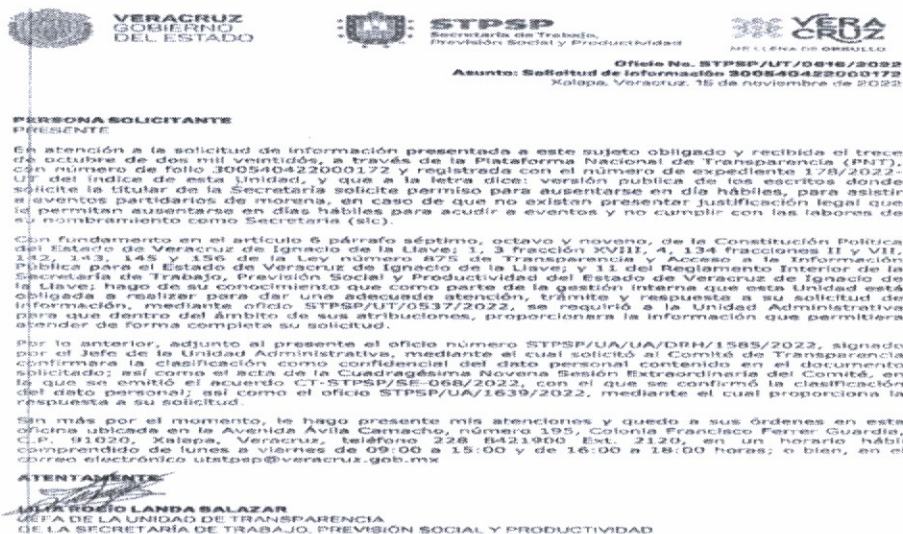 VERACRUZ
GOBIERNO
DEL ESTADO
STPSP
Secretaría de Trabajo,
Previsión Social y Productividad
VERA
CRUZ
ME LLENA DE ORGULLO
Oficio No. STPSP/UT/0616/2022
Asunto: Solicitud de información 300540422000172
Xalapa, Veracruz, 15 de noviembre de 2022
PERSONA SOLICITANTE
PRESENTE
En atención a la solicitud de información presentada a este sujeto obligado y recibida el trece
de octubre de dos mil veintidós, a través de la Plataforma Nacional de Transparencia (PNT),
con número de folio 300540422000172 y registrada con el número de expediente 178/2022-
UT del índice de esta Unidad, y que a la letra dice: versión publica de los escritos donde
solicite la titular de la Secretaría solicite permiso para ausentarse en día hábiles para asistir
a eventos partidarios de morena, en caso de que no existan presentar justificación legal que
le permitan ausentarse en días hábiles para acudir a eventos y no cumplir con las labores de
su nombramiento como Secretaria (sic).
Con fundamento en el artículo 6 párrafo séptimo, octavo y noveno, de la Constitución Política
del Estado de Veracruz de Ignacio de la Llave; 1, 3 fracción XVIII, 4, 134 fracciones II y VII,
142, 143, 145 y 156 de la Ley número 875 de Transparencia y Acceso a la Información
Pública para el Estado de Veracruz de Ignacio de la Llave; y 31 del Reglamento Interior de la
Secretaría de Trabajo, Previsión Social y Productividad del Estado de Veracruz de Ignacio de
la Llave; hago de su conocimiento que como parte de la gestión interna que esta Unidad está
obligada a realizar para dar una adecuada atención, trámite y respuesta a su solicitud de
información, mediante oficio STPSP/UT/0537/2022, se requirió a la Unidad Administrativa
para que dentro del ámbito de sus atribuciones, proporcionara la información que permitiera
atender de forma completa su solicitud.
Por lo anterior, adjunto al presente el oficio número STPSP/UA/UA/DRH/1585/2022, signado
por el Jefe de la Unidad Administrativa, mediante el cual solicitó al Comité de Transparencia
confirmara la clasificación como confidencial del dato personal contenido en el documento
solicitado; así como el acta de la Cuadragésima Novena Sesión Extraordinaria del Comité, en
la que se emitió el acuerdo CT-STPSP/SE-068/2022, con el que se confirmó la clasificación
del dato personal; así como el oficio STPSP/UA/1639/2022, mediante el cual proporciona la
respuesta a su solicitud.
Sin más por el momento, le hago presente mis atenciones y quedo a sus órdenes en esta
oficina ubicada en la Avenida Ávila Camacho, número 195, Colonia Francisco Ferrer Guardia,
C.P. 91020, Xalapa, Veracruz, teléfono 228 8421900 Ext. 2120, en un horario hábil
comprendido de lunes a viernes de 09:00 a 15:00 y de 16:00 a 18:00 horas; o bien, en el
correo electrónico utstpsp@veracruz.gob.mx
ATENTAMENTE
ROCÍO LANDA SALAZAR
JEFA DE LA UNIDAD DE TRANSPARENCIA
DE LA SECRETARÍA DE TRABAJO, PREVISIÓN SOCIAL Y PRODUCTIVIDAD